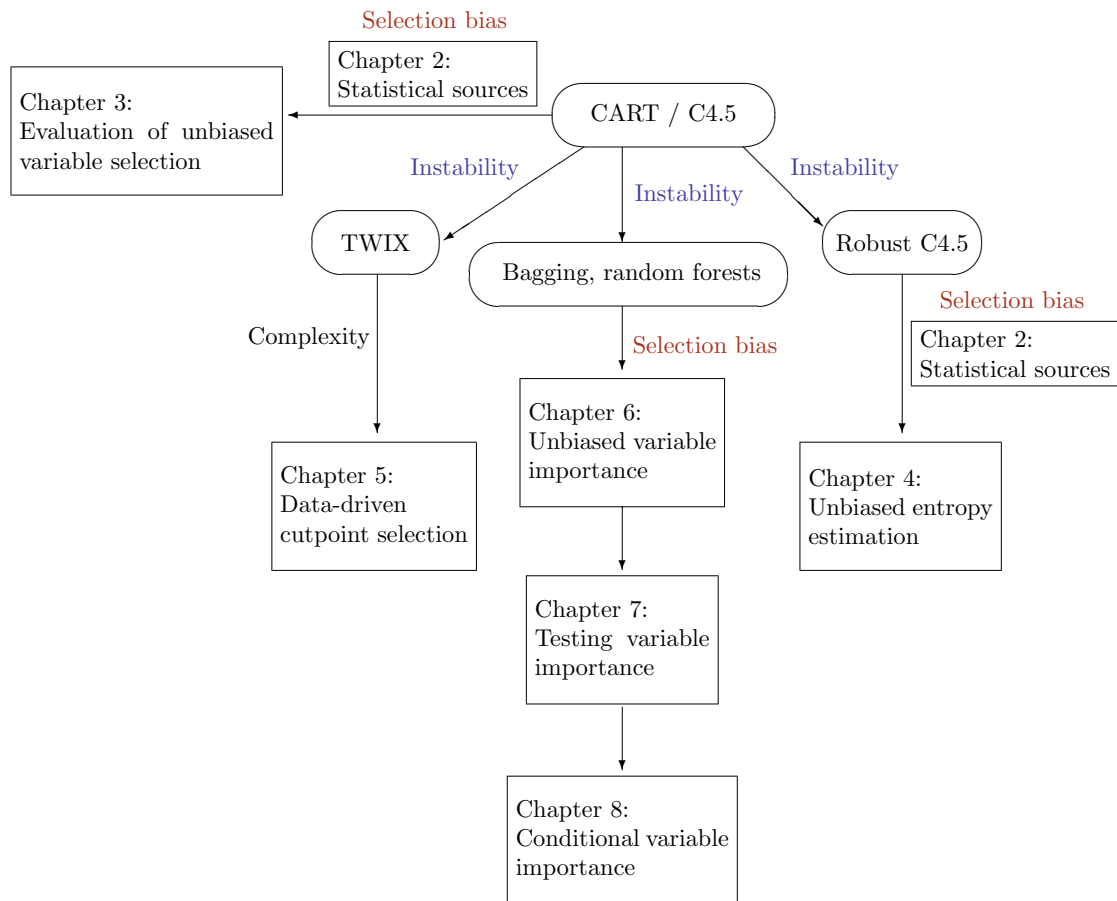 Selection bias
Chapter 2:
Statistical sources
Chapter 3:
Evaluation of unbiased
variable selection
CART / C4.5
Instability
Instability
Instability
TWIX
Bagging, random forests
Robust C4.5
Complexity
Selection bias
Selection bias
Chapter 2:
Statistical sources
Chapter 6:
Unbiased variable
importance
Chapter 5:
Data-driven
cutpoint selection
Chapter 4:
Unbiased entropy
estimation
Chapter 7:
Testing variable
importance
Chapter 8:
Conditional variable
importance